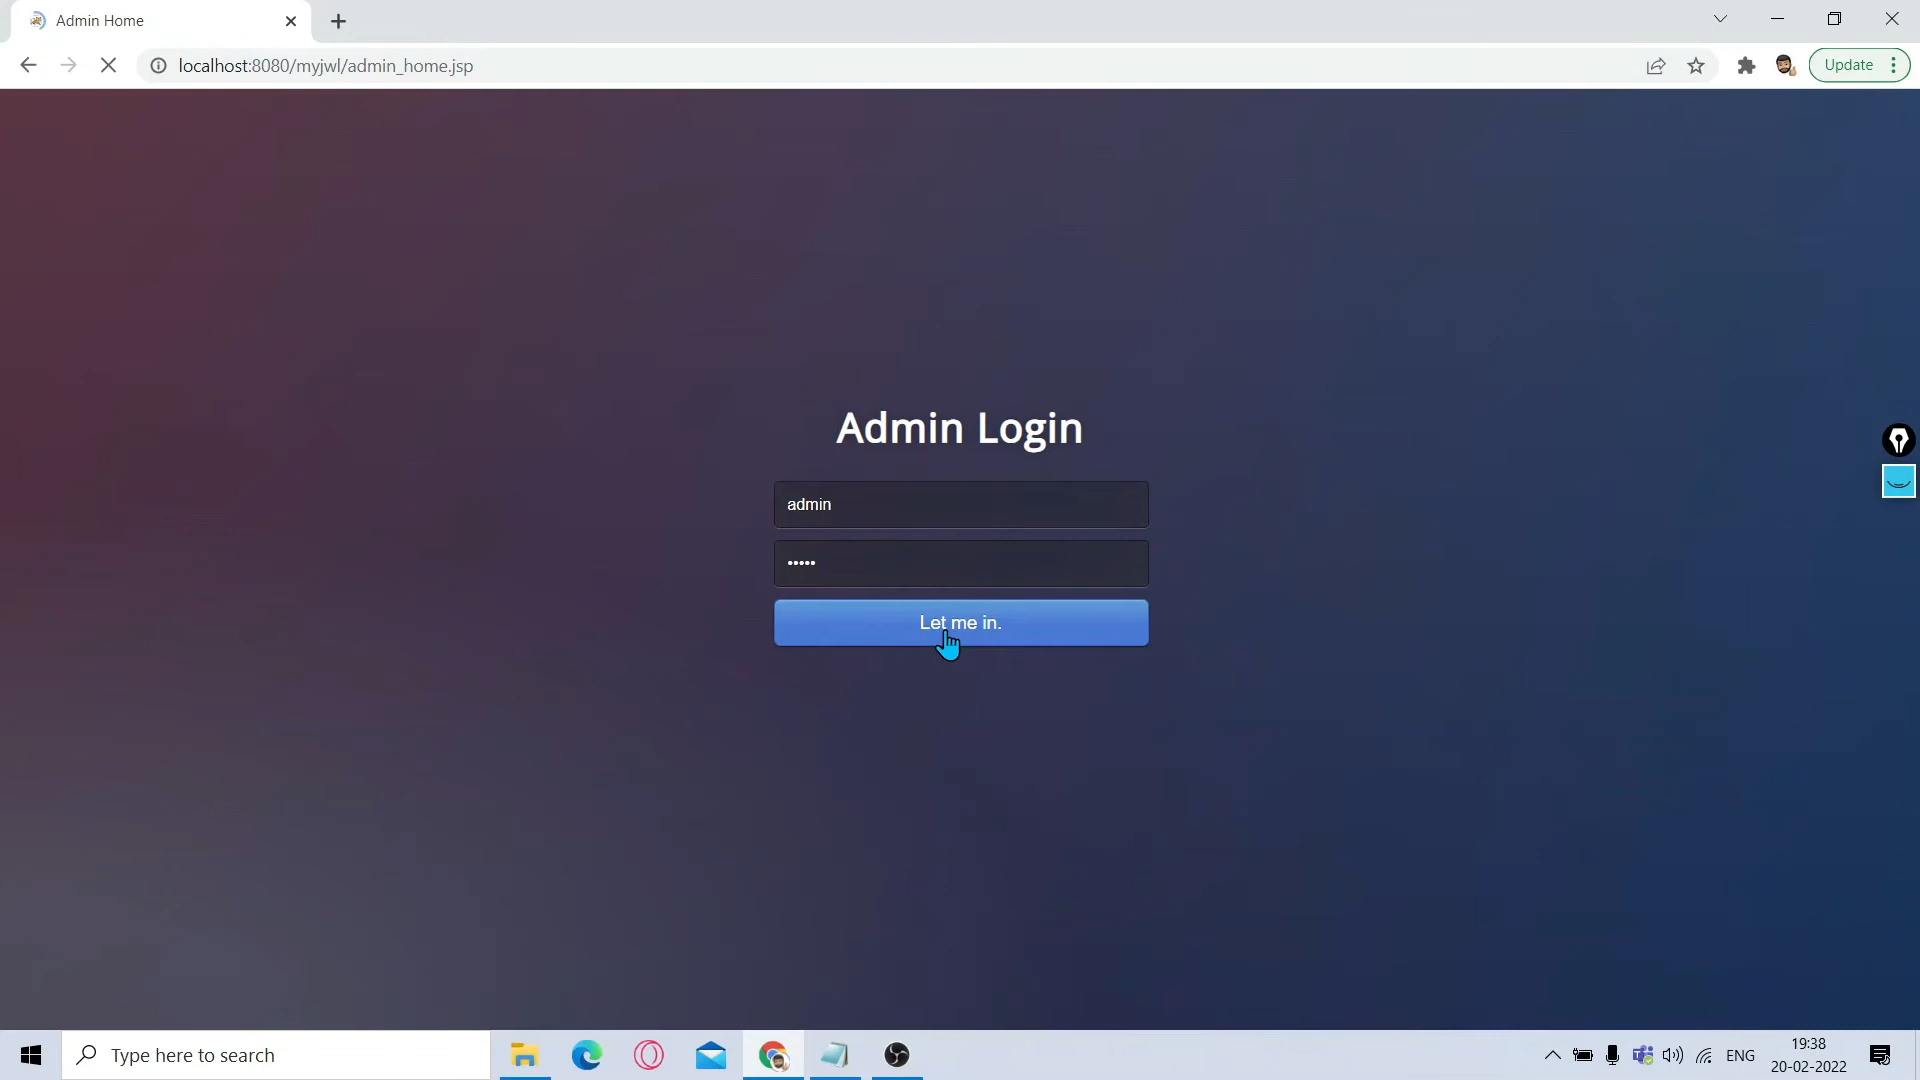 Admin Home
localhost:8080/myjwl/admin_home.jsp
Update
Admin Login
admin
•••••
Let me in.
Type here to search
ENG
19:38
20-02-2022